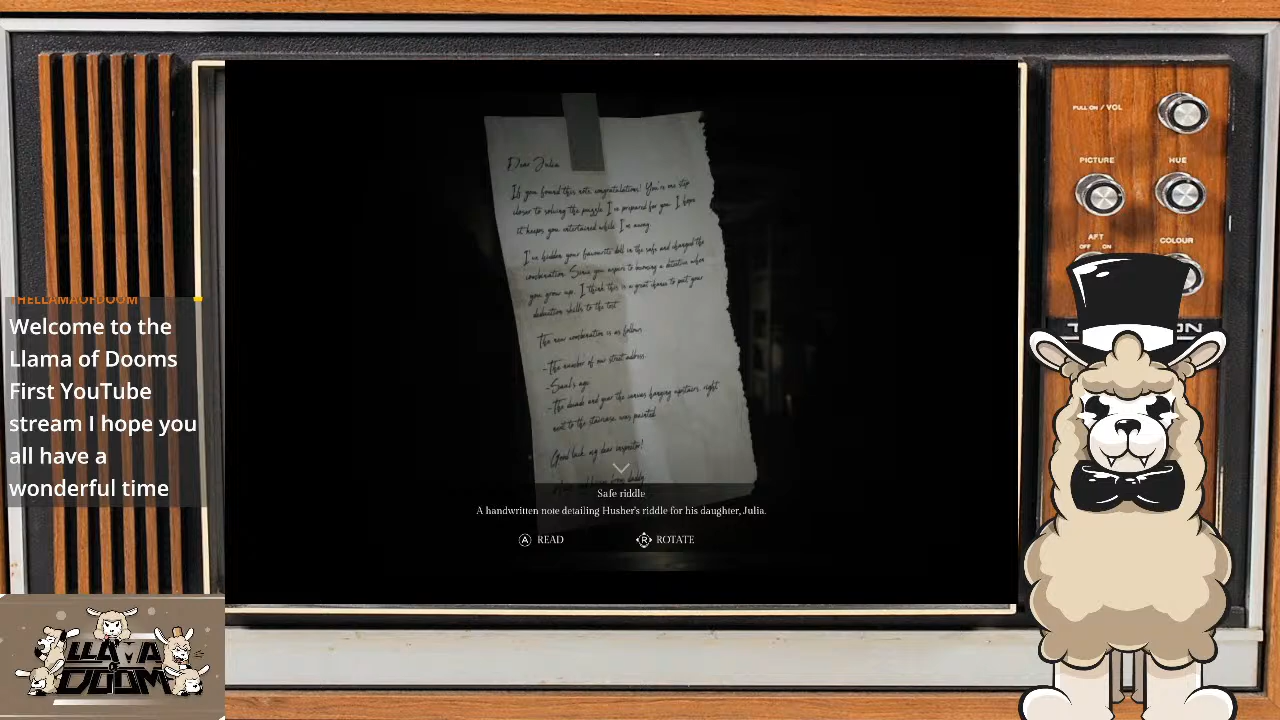 PULL ON / VOL
PICTURE
HUE
AFT
OFF ON
COLOUR
THELLAMAOFDOOM
Welcome to the
Llama of Dooms
First YouTube
stream I hope you
all have a
wonderful time
Dear Julia
If you found this note, congratulations! You're one step
closer to solving the puzzle I've prepared for you. I hope
it keeps you entertained while I'm away.
I've hidden your favourite doll in the safe and changed the
combination. Since you aspire to becoming a detective when
you grow up, I think this is a great chance to put your
deduction skills to the test.
The new combination is as follows
-The number of our street address.
-Saul's age
-The decade and year the canvas hanging upstairs, right
next to the staircase, was painted.
Good luck, my dear inspector!
from daddy
Safe riddle
A handwritten note detailing Husher's riddle for his daughter, Julia.
A READ
R ROTATE
LLAMA
OF
DOOM